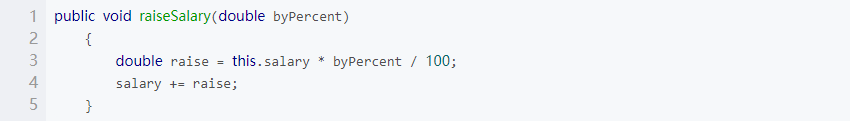 1 public void raiseSalary(double byPercent)
2 {
3 double raise = this.salary * byPercent / 100;
4 salary += raise;
5 }